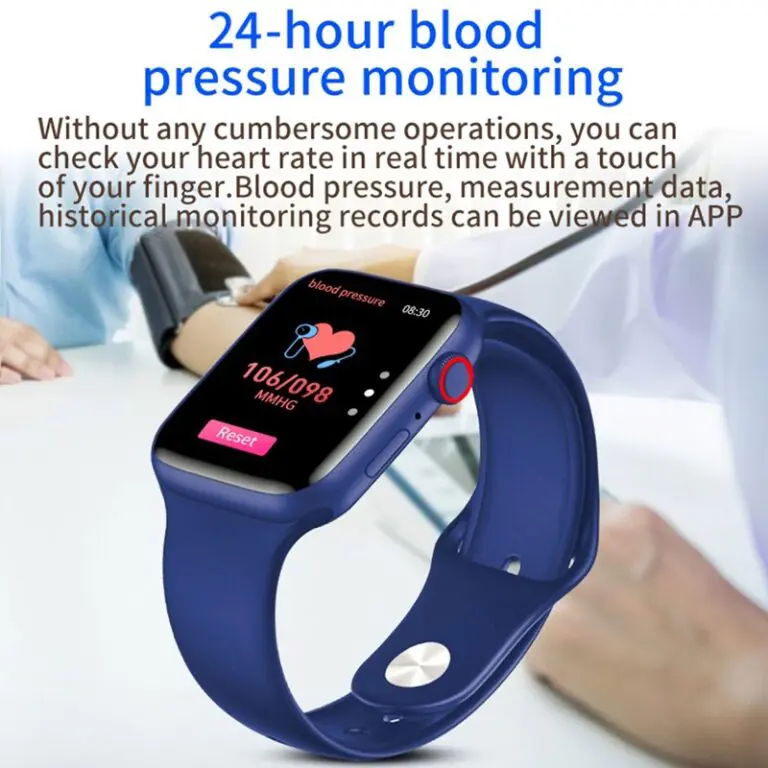 24-hour blood
pressure monitoring
Without any cumbersome operations, you can
check your heart rate in real time with a touch
of your finger.Blood pressure, measurement data,
historical monitoring records can be viewed in APP
blood pressure
08:30
106/098
MMHG
Reset